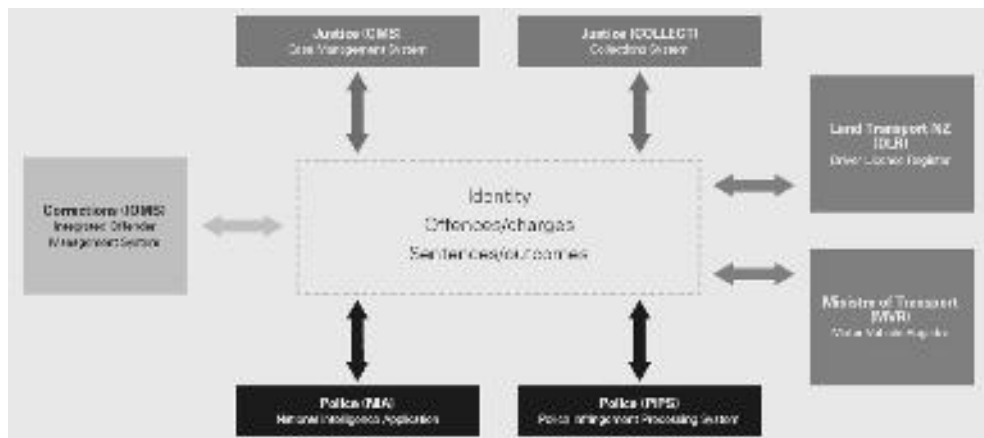 Justice (CMS)
Case Management System
Justice (COLLECT)
Collections System
Land Transport NZ
(DLR)
Driver Licence Register
Corrections (IOMS)
Integrated Offender
Management System
Identity
Offences/charges
Sentences/outcomes
Ministry of Transport
(MVR)
Motor Vehicle Register
Police (NIA)
National Intelligence Application
Police (PIPS)
Police Infringement Processing System